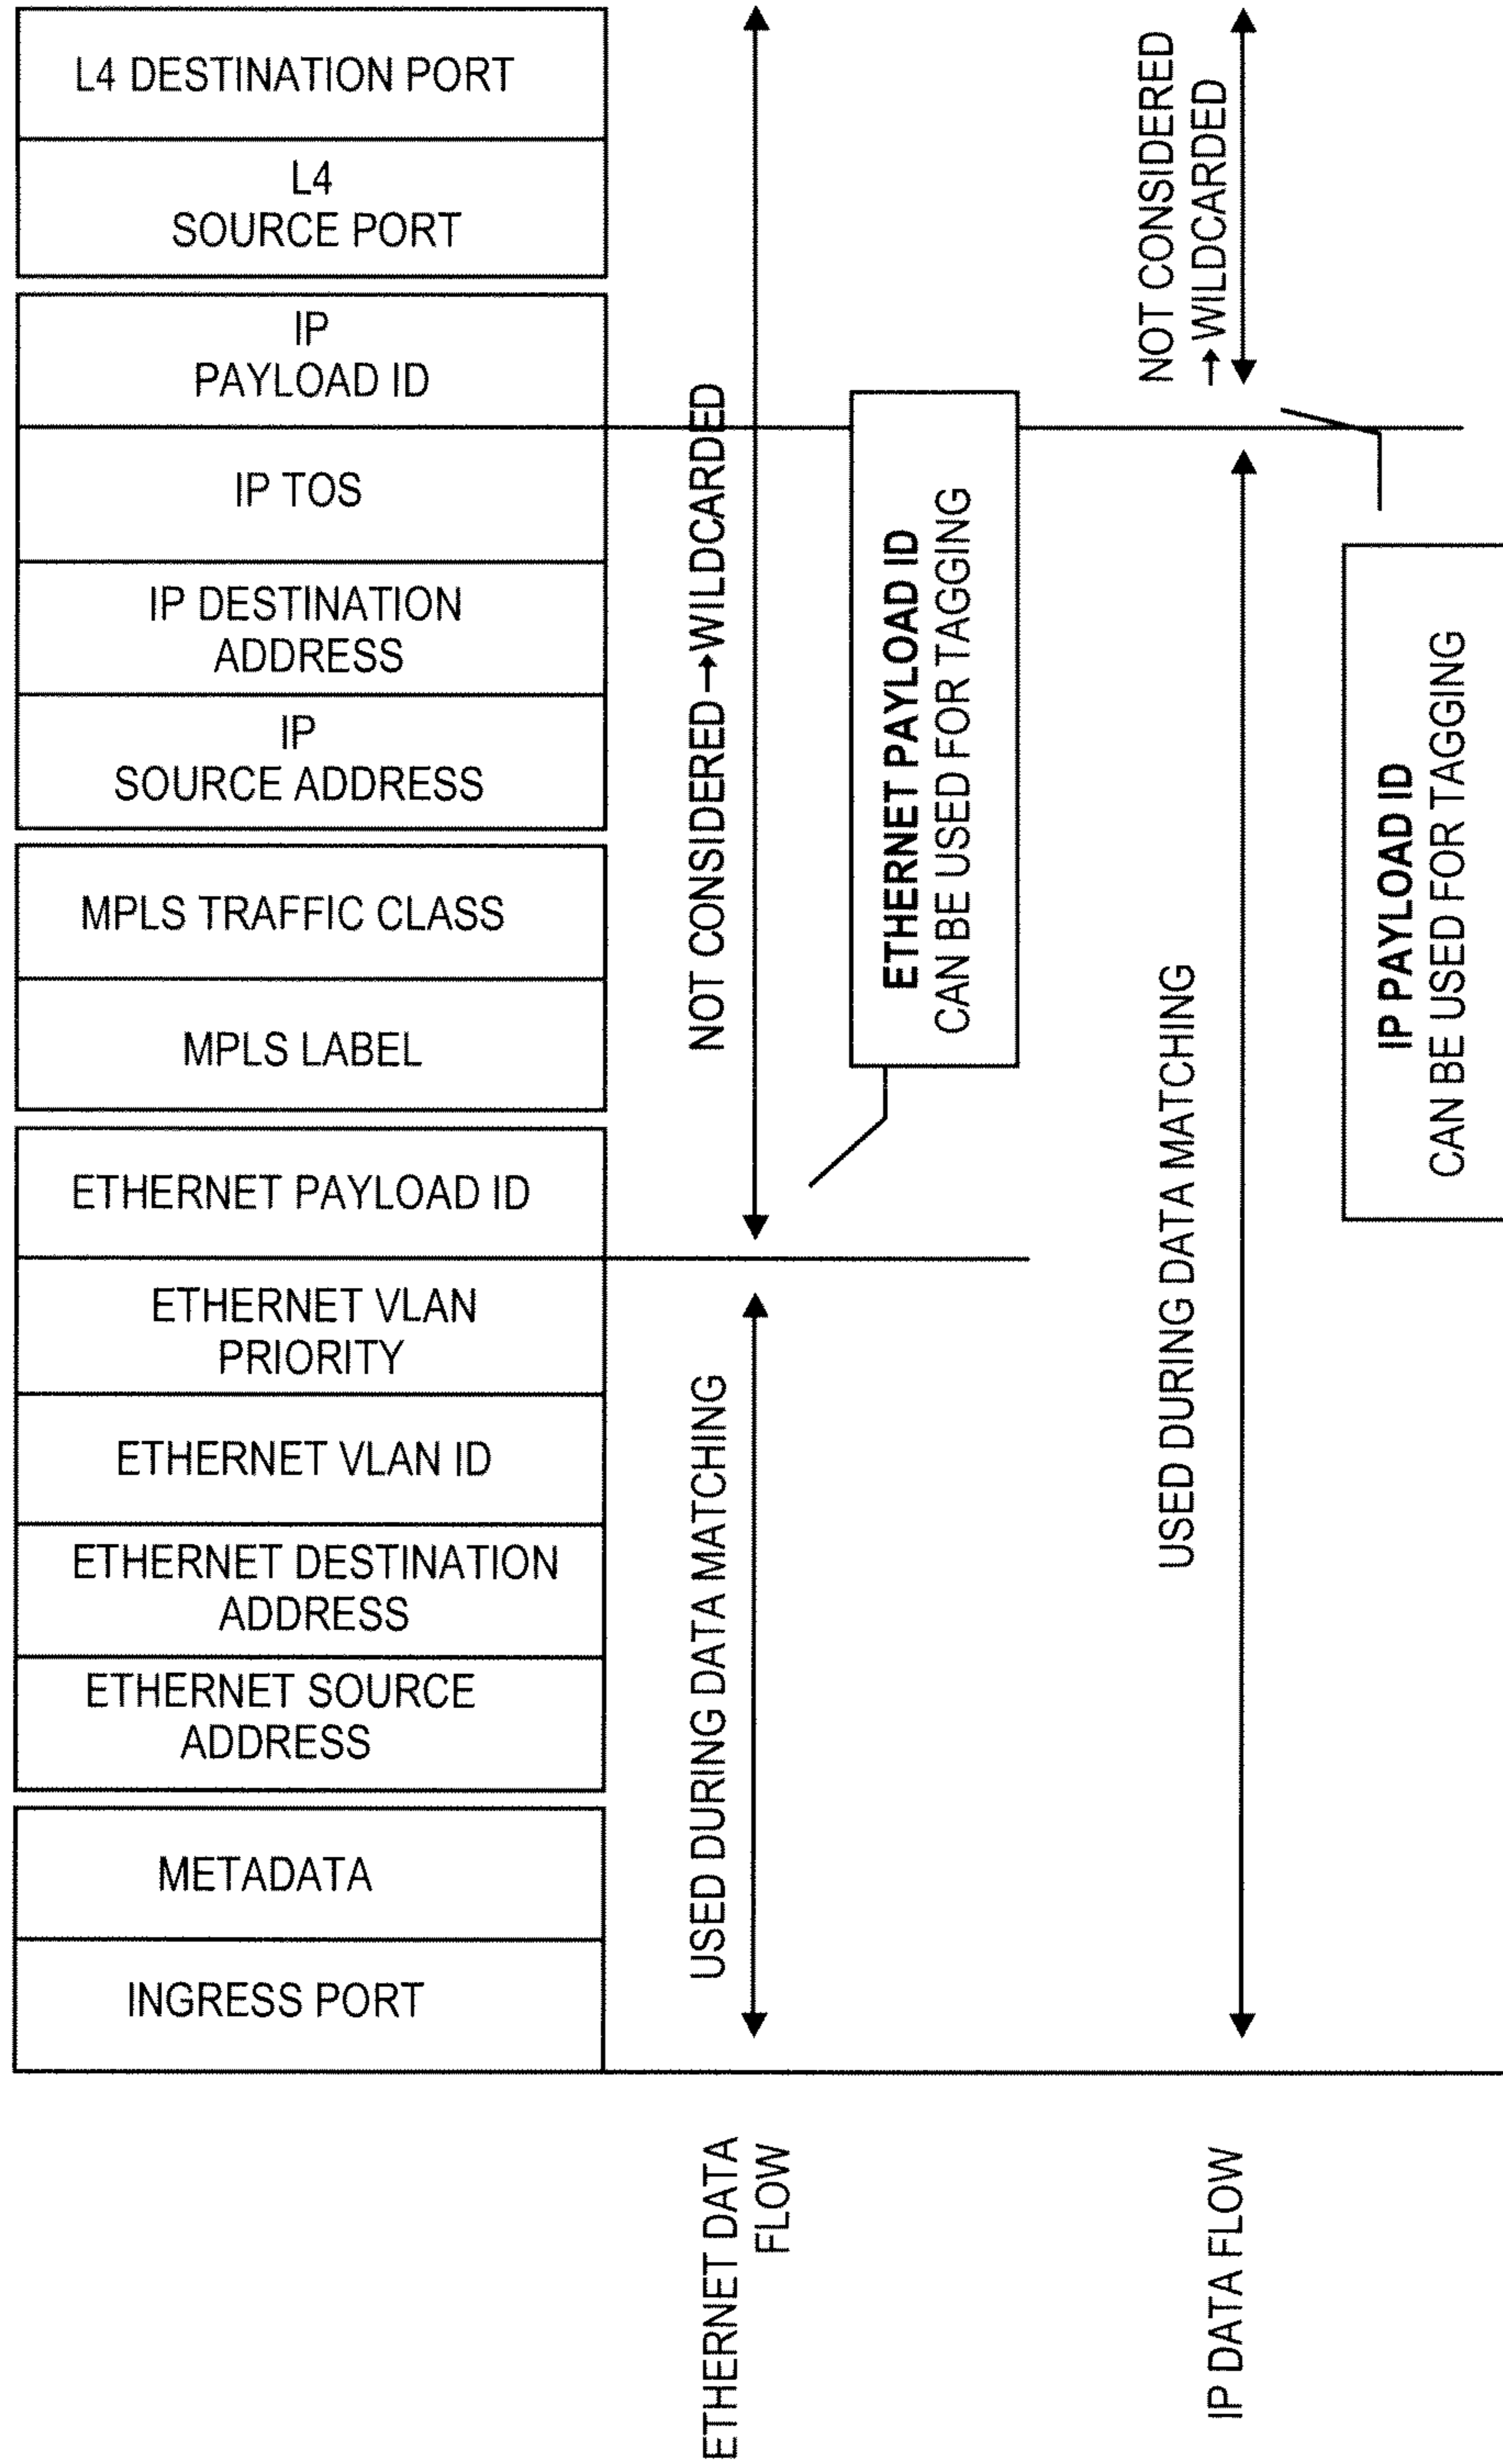 L4 DESTINATION PORT
L4
SOURCE PORT
IP
PAYLOAD ID
IP TOS
IP DESTINATION
ADDRESS
IP
SOURCE ADDRESS
MPLS TRAFFIC CLASS
MPLS LABEL
ETHERNET PAYLOAD ID
ETHERNET VLAN
PRIORITY
ETHERNET VLAN ID
ETHERNET DESTINATION
ADDRESS
ETHERNET SOURCE
ADDRESS
METADATA
INGRESS PORT
ETHERNET DATA
FLOW
USED DURING DATA MATCHING
NOT CONSIDERED → WILDCARDED
ETHERNET PAYLOAD ID
CAN BE USED FOR TAGGING
IP DATA FLOW
USED DURING DATA MATCHING
NOT CONSIDERED
→ WILDCARDED
IP PAYLOAD ID
CAN BE USED FOR TAGGING